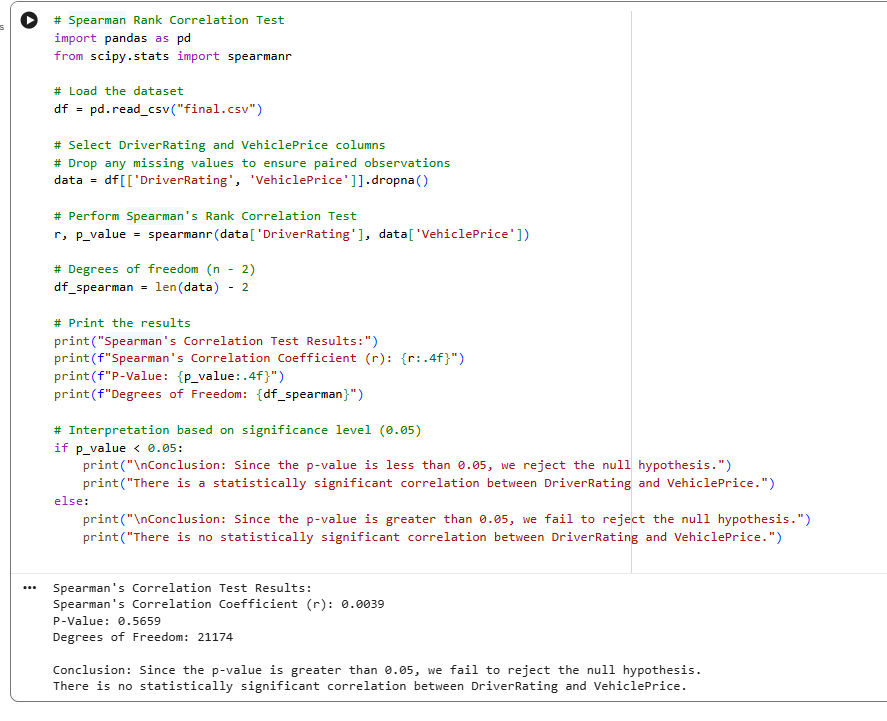 s
# Spearman Rank Correlation Test
import pandas as pd
from scipy.stats import spearmanr

# Load the dataset
df = pd.read_csv("final.csv")

# Select DriverRating and VehiclePrice columns
# Drop any missing values to ensure paired observations
data = df[['DriverRating', 'VehiclePrice']].dropna()

# Perform Spearman's Rank Correlation Test
r, p_value = spearmanr(data['DriverRating'], data['VehiclePrice'])

# Degrees of freedom (n - 2)
df_spearman = len(data) - 2

# Print the results
print("Spearman's Correlation Test Results:")
print(f"Spearman's Correlation Coefficient (r): {r:.4f}")
print(f"P-Value: {p_value:.4f}")
print(f"Degrees of Freedom: {df_spearman}")

# Interpretation based on significance level (0.05)
if p_value < 0.05:
    print("\nConclusion: Since the p-value is less than 0.05, we reject the null hypothesis.")
    print("There is a statistically significant correlation between DriverRating and VehiclePrice.")
else:
    print("\nConclusion: Since the p-value is greater than 0.05, we fail to reject the null hypothesis.")
    print("There is no statistically significant correlation between DriverRating and VehiclePrice.")

Spearman's Correlation Test Results:
Spearman's Correlation Coefficient (r): 0.0039
P-Value: 0.5659
Degrees of Freedom: 21174

Conclusion: Since the p-value is greater than 0.05, we fail to reject the null hypothesis.
There is no statistically significant correlation between DriverRating and VehiclePrice.